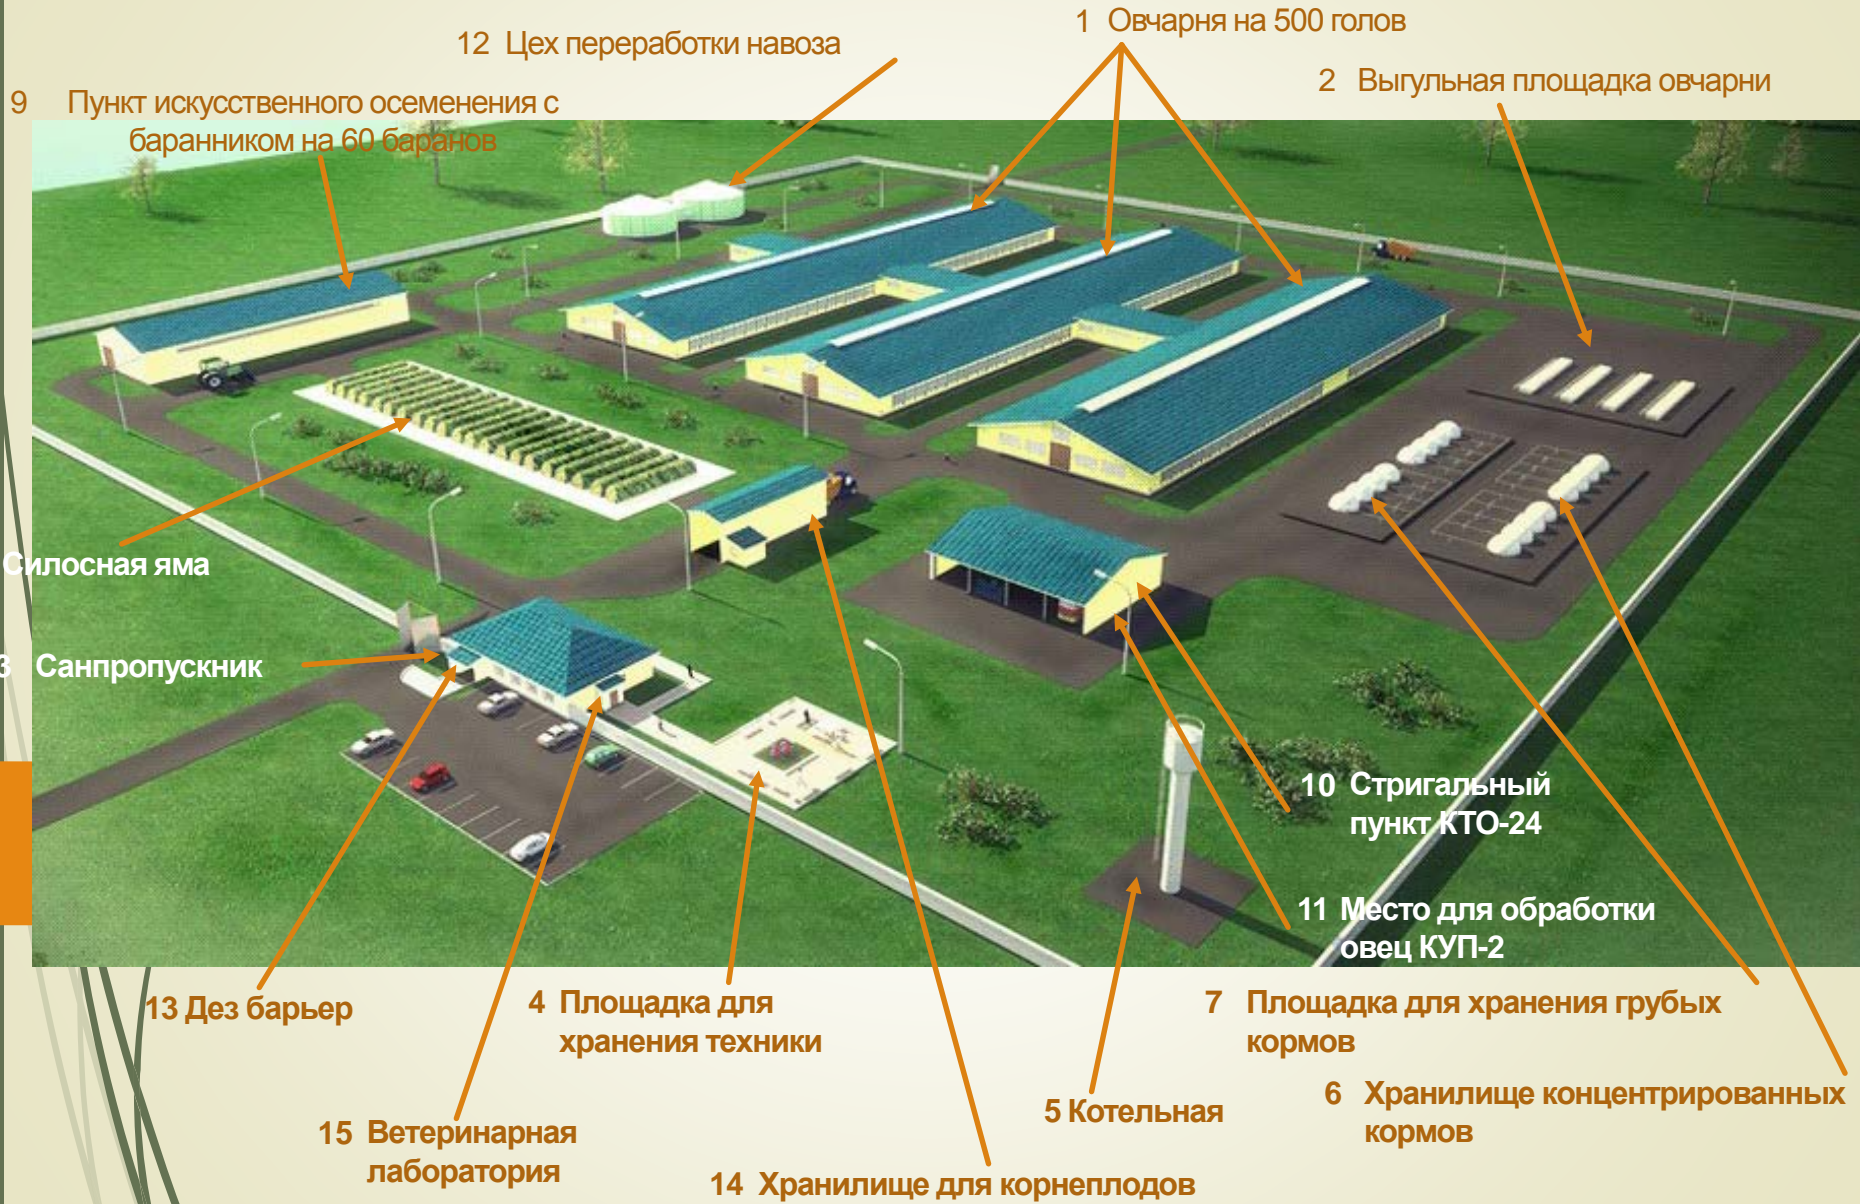 12 Цех переработки навоза
1 Овчарня на 500 голов
2 Выгульная площадка овчарни
9 Пункт искусственного осеменения с
баранником на 60 баранов
Силосная яма
3 Санпропускник
10 Стригальный
пункт КТО-24
11 Место для обработки
овец КУП-2
13 Дез барьер
4 Площадка для
хранения техники
7 Площадка для хранения грубых
кормов
5 Котельная
6 Хранилище концентрированных
кормов
15 Ветеринарная
лаборатория
14 Хранилище для корнеплодов